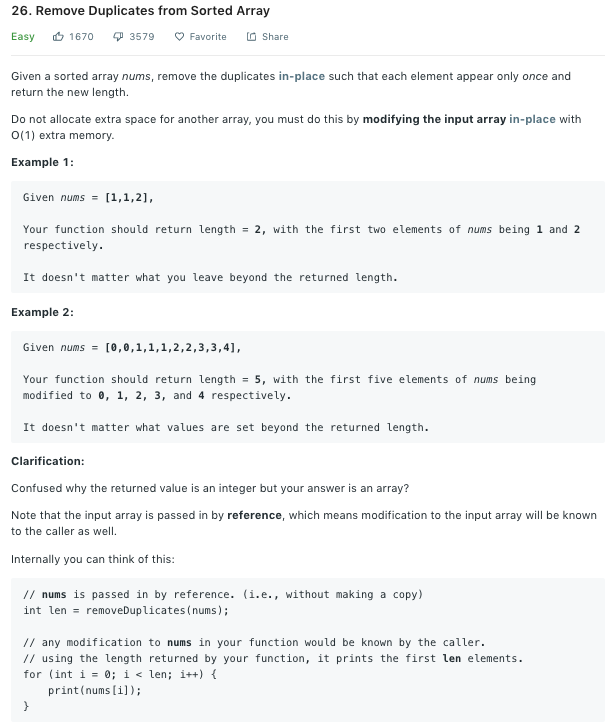 26. Remove Duplicates from Sorted Array
Easy 1670 3579 Favorite Share
Given a sorted array nums, remove the duplicates in-place such that each element appear only once and
return the new length.
Do not allocate extra space for another array, you must do this by modifying the input array in-place with
O(1) extra memory.
Example 1:
Given nums = [1,1,2],
Your function should return length = 2, with the first two elements of nums being 1 and 2
respectively.
It doesn't matter what you leave beyond the returned length.
Example 2:
Given nums = [0,0,1,1,1,2,2,3,3,4],
Your function should return length = 5, with the first five elements of nums being
modified to 0, 1, 2, 3, and 4 respectively.
It doesn't matter what values are set beyond the returned length.
Clarification:
Confused why the returned value is an integer but your answer is an array?
Note that the input array is passed in by reference, which means modification to the input array will be known
to the caller as well.
Internally you can think of this:
// nums is passed in by reference. (i.e., without making a copy)
int len = removeDuplicates(nums);
// any modification to nums in your function would be known by the caller.
// using the length returned by your function, it prints the first len elements.
for (int i = 0; i < len; i++) {
    print(nums[i]);
}